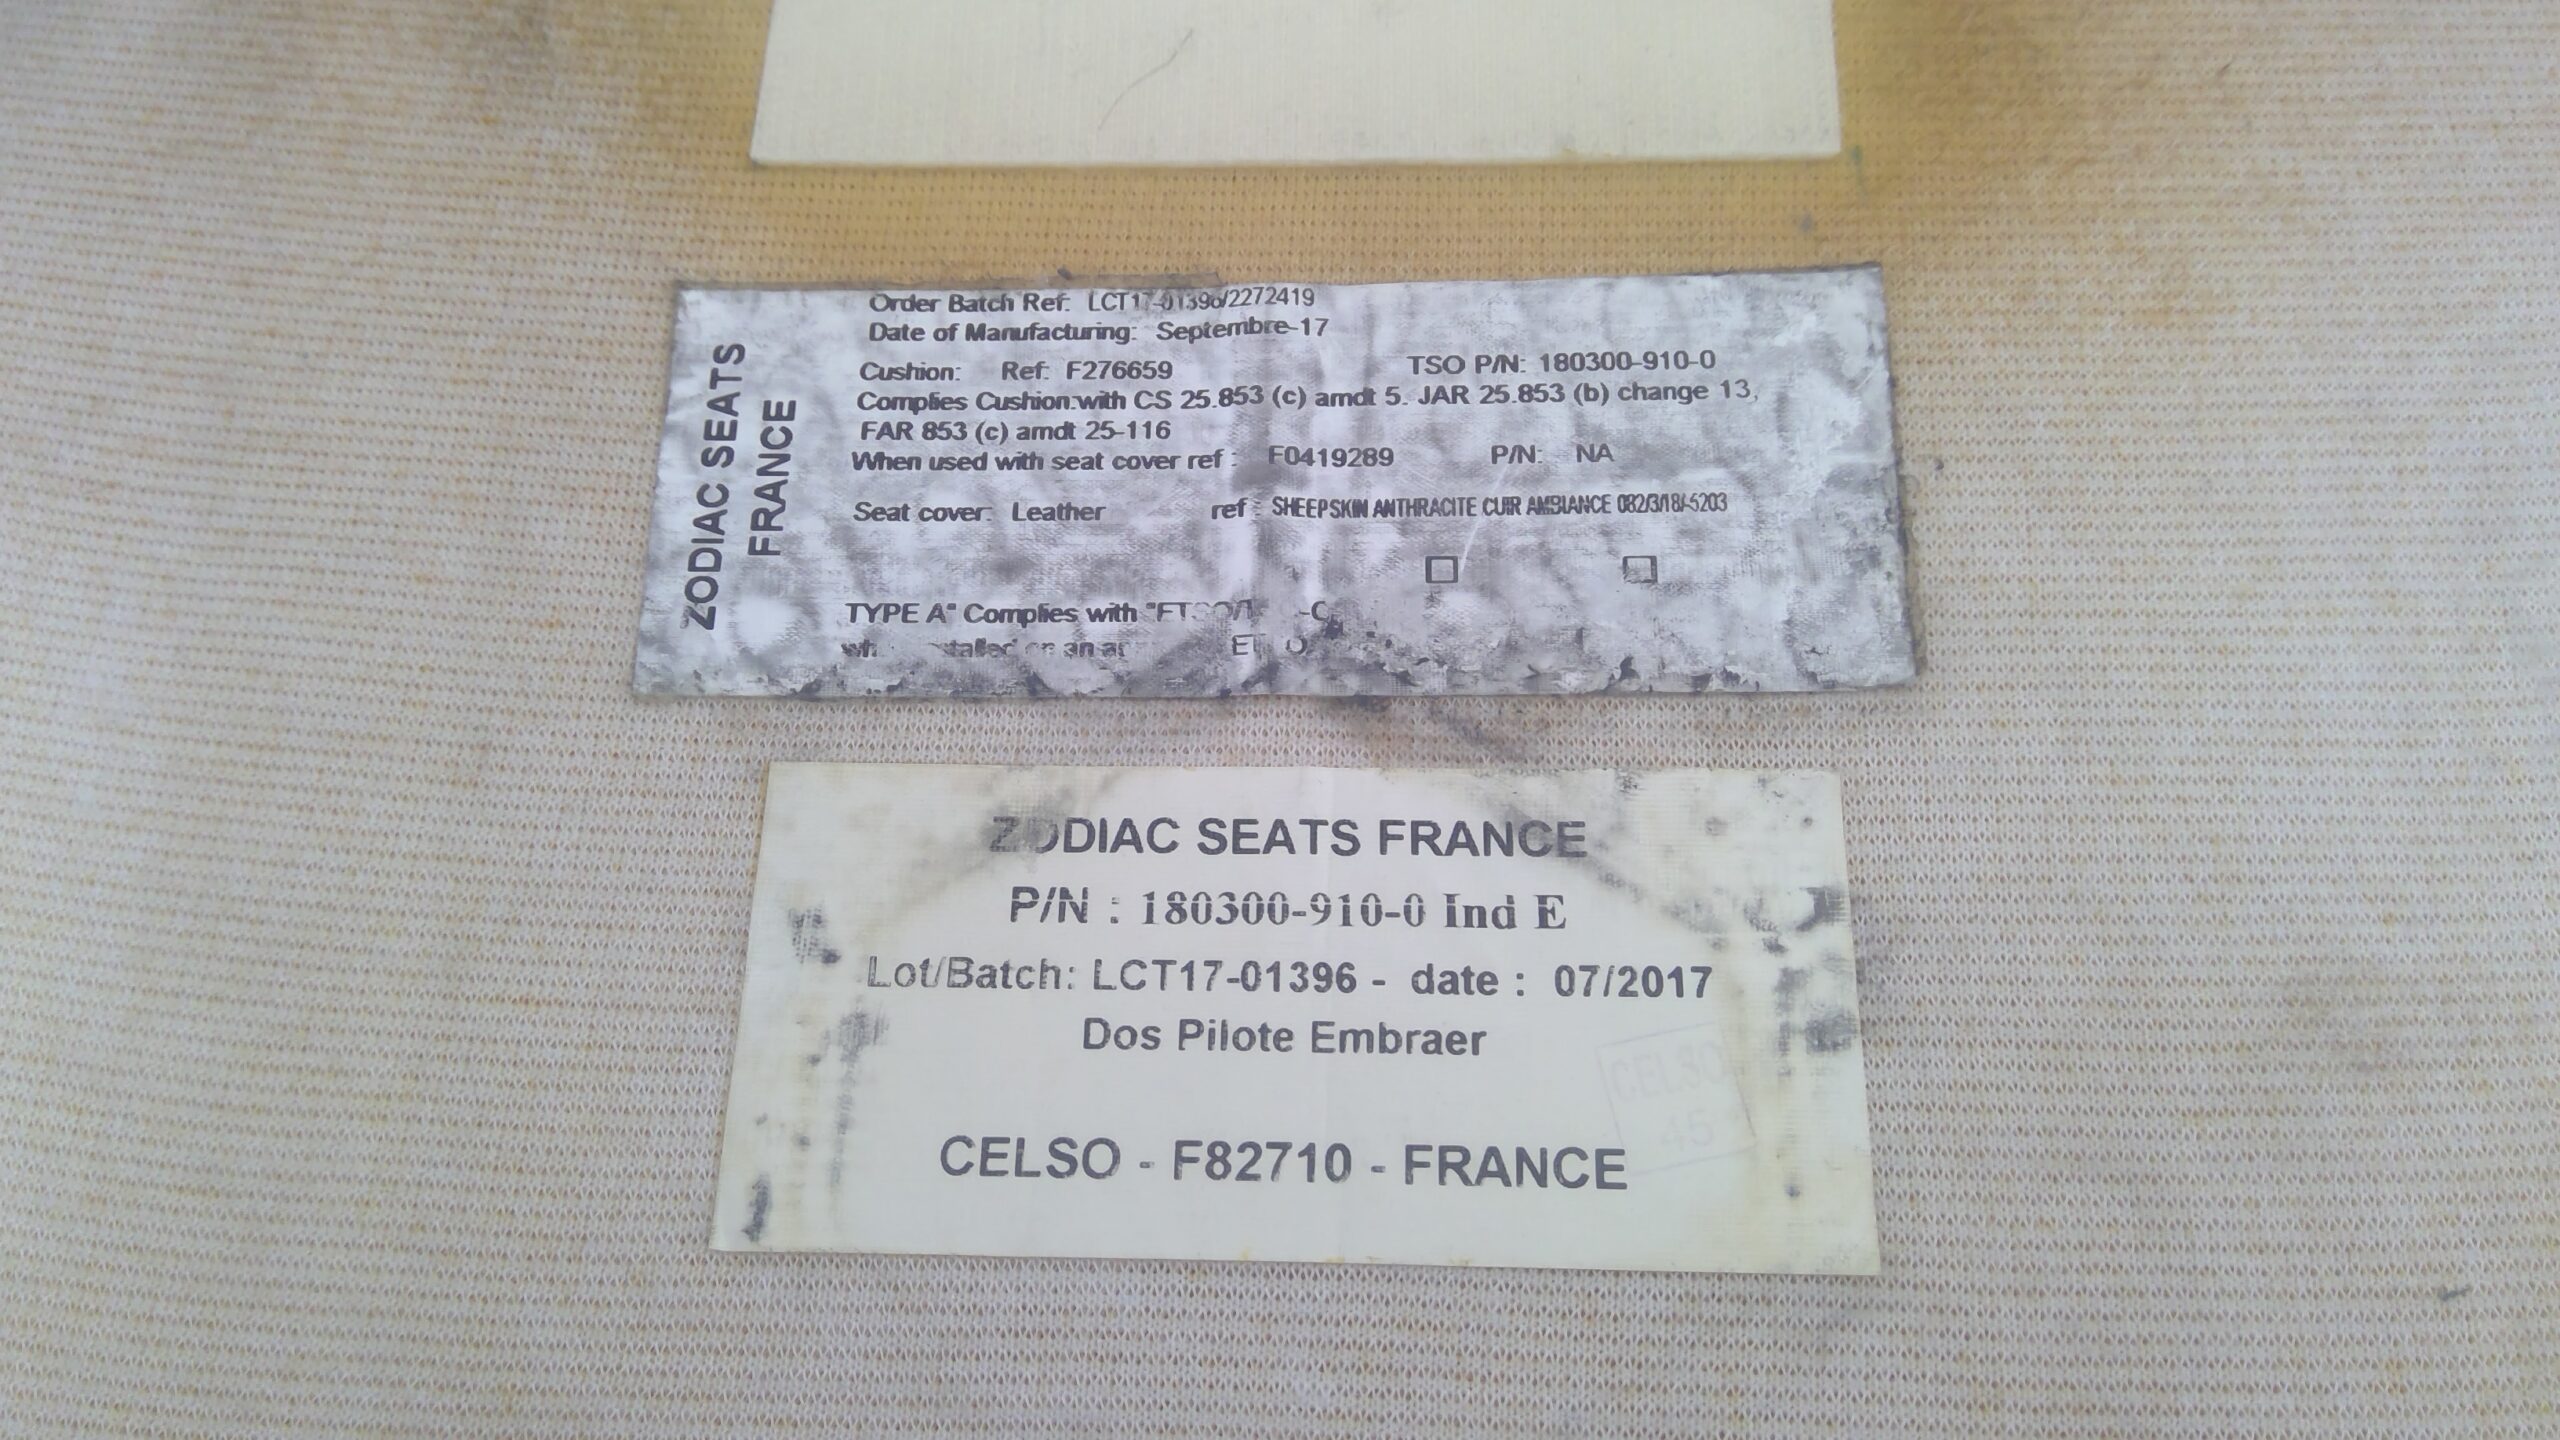 ZODIAC SEATS
FRANCE
Order Batch Ref: LCT17-01396/2272419
Date of Manufacturing: Septembre-17
Cushion: Ref: F276659 TSO P/N: 180300-910-0
Complies Cushion:with CS 25.853 (c) amdt 5. JAR 25.853 (b) change 13,
FAR 853 (c) amdt 25-116
When used with seat cover ref : F0419289 P/N: NA
Seat cover: Leather ref : SHEEPSKIN ANTHRACITE CUIR AMBIANCE 082/3/18/-5203
TYPE A" Complies with
an
ZODIAC SEATS FRANCE
P/N : 180300-910-0 Ind E
Lot/Batch: LCT17-01396 - date : 07/2017
Dos Pilote Embraer
CELSO
CELSO - F82710 - FRANCE